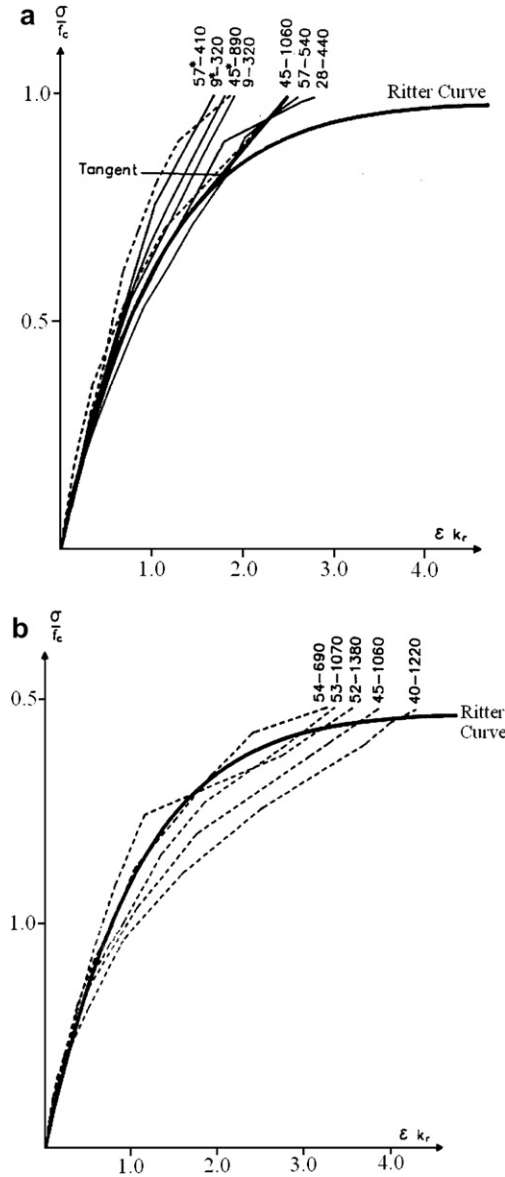 a
σ
f_c
57*-410
9*-320
45*-890
9-320
45-1060
57-540
28-440
1.0
Ritter Curve
Tangent
0.5
ε k_r
1.0 2.0 3.0 4.0
b
σ
f_c
54-690
53-1070
52-1380
45-1060
40-1220
0.5
Ritter
Curve
1.0
ε k_r
1.0 2.0 3.0 4.0